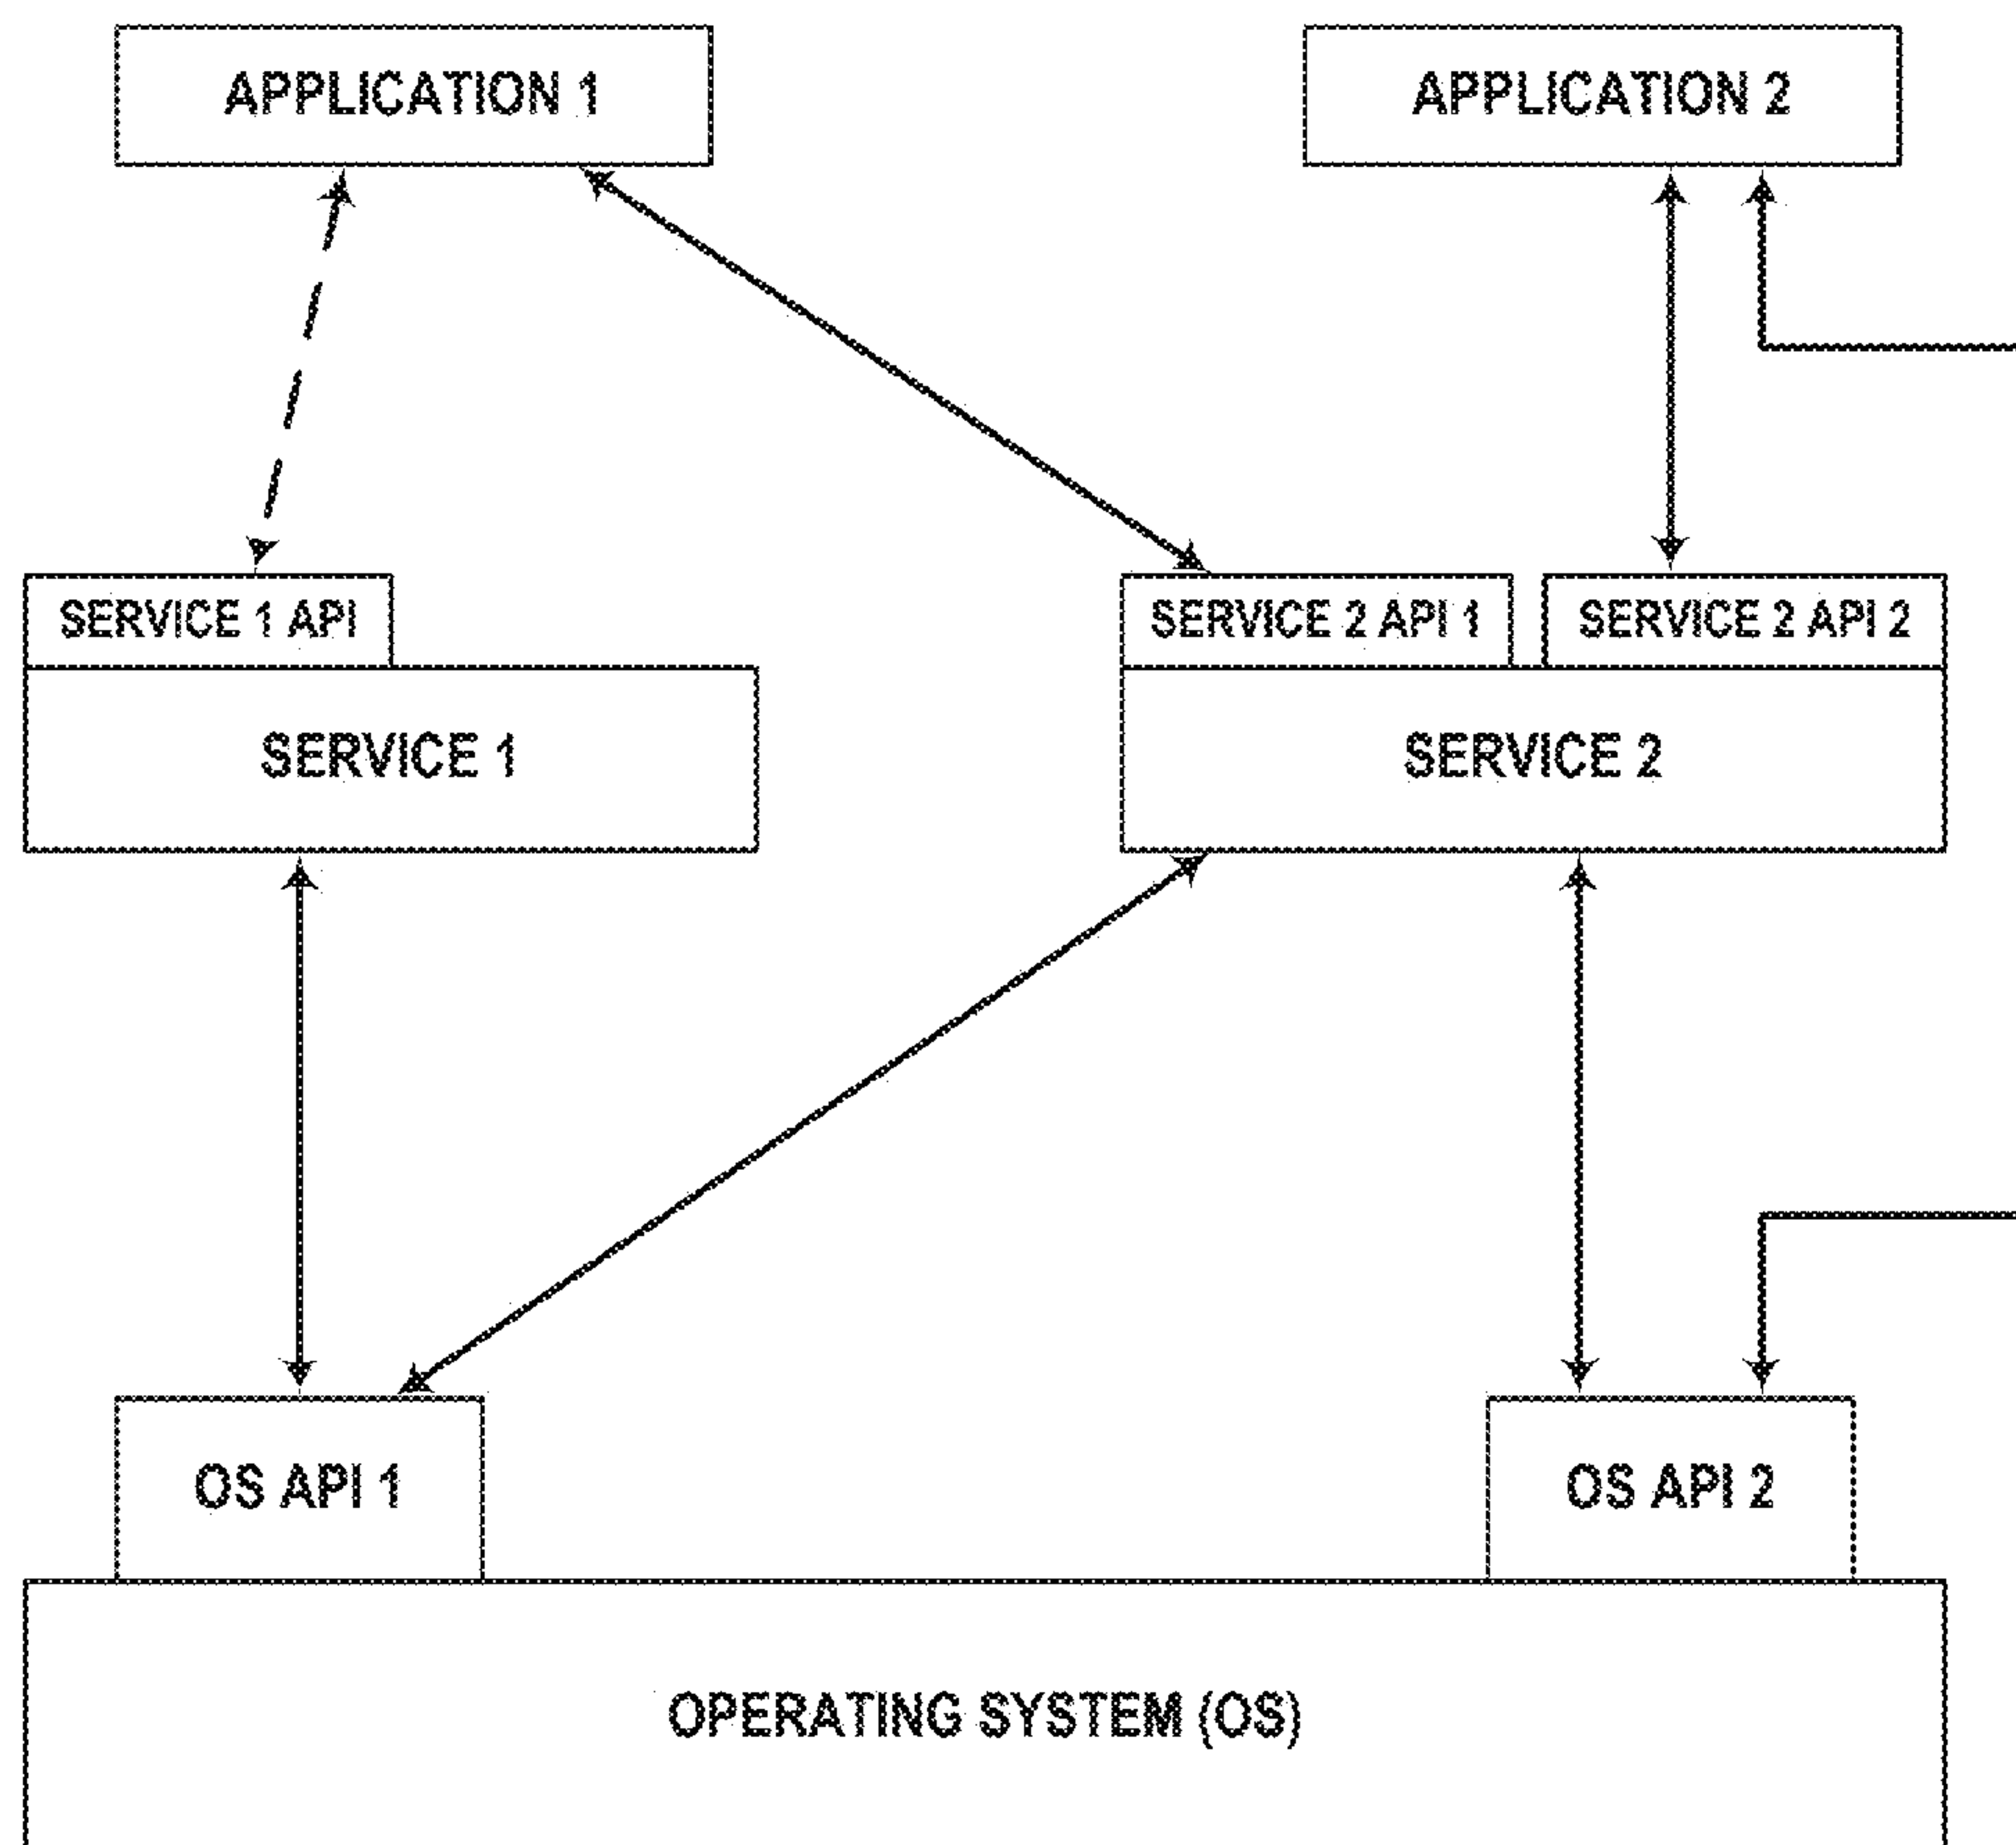 APPLICATION 1
APPLICATION 2
SERVICE 1 API
SERVICE 2 API 1
SERVICE 2 API 2
SERVICE 1
SERVICE 2
OS API 1
OS API 2
OPERATING SYSTEM (OS)